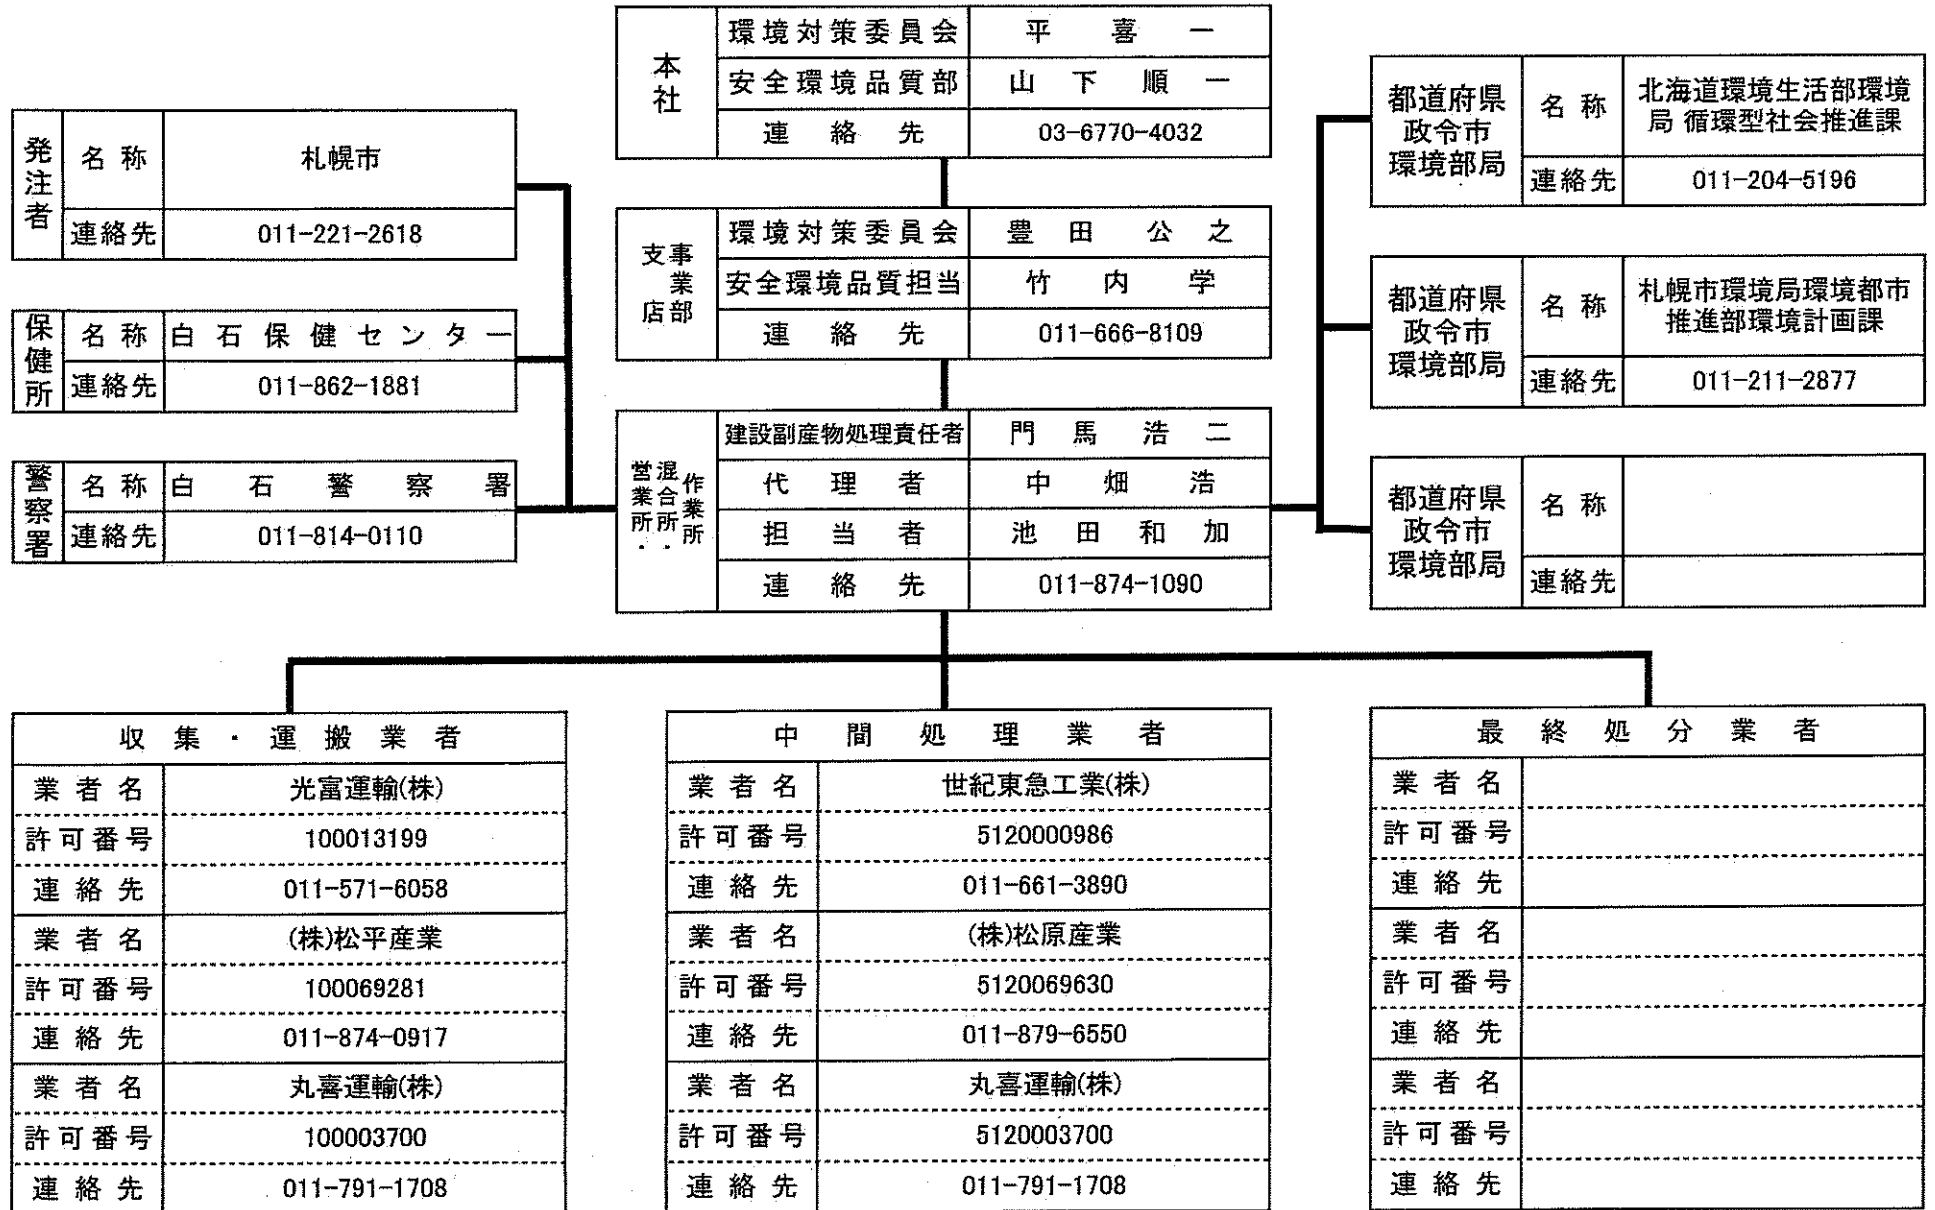 本社
環境対策委員会 平喜一
安全環境品質部 山下順一
連絡先 03-6770-4032
発注者
名称 札幌市
連絡先 011-221-2618
保健所
名称 白石保健センター
連絡先 011-862-1881
警察署
名称 白石警察署
連絡先 011-814-0110
支店
事業部
環境対策委員会 豊田公之
安全環境品質担当 竹内学
連絡先 011-666-8109
営業所・
混合所・
作業所
建設副産物処理責任者 門馬浩二
代理者 中畑浩
担当者 池田和加
連絡先 011-874-1090
都道府県
政令市
環境部局
名称 北海道環境生活部環境
局 循環型社会推進課
連絡先 011-204-5196
都道府県
政令市
環境部局
名称 札幌市環境局環境都市
推進部環境計画課
連絡先 011-211-2877
都道府県
政令市
環境部局
名称
連絡先
収集・運搬業者
業者名 光富運輸(株)
許可番号 100013199
連絡先 011-571-6058
業者名 (株)松平産業
許可番号 100069281
連絡先 011-874-0917
業者名 丸喜運輸(株)
許可番号 100003700
連絡先 011-791-1708
中間処理業者
業者名 世紀東急工業(株)
許可番号 5120000986
連絡先 011-661-3890
業者名 (株)松原産業
許可番号 5120069630
連絡先 011-879-6550
業者名 丸喜運輸(株)
許可番号 5120003700
連絡先 011-791-1708
最終処分業者
業者名
許可番号
連絡先
業者名
許可番号
連絡先
業者名
許可番号
連絡先